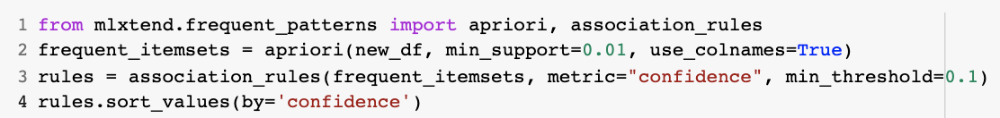 1 from mlxtend.frequent_patterns import apriori, association_rules
2 frequent_itemsets = apriori(new_df, min_support=0.01, use_colnames=True)
3 rules = association_rules(frequent_itemsets, metric="confidence", min_threshold=0.1)
4 rules.sort_values(by='confidence')